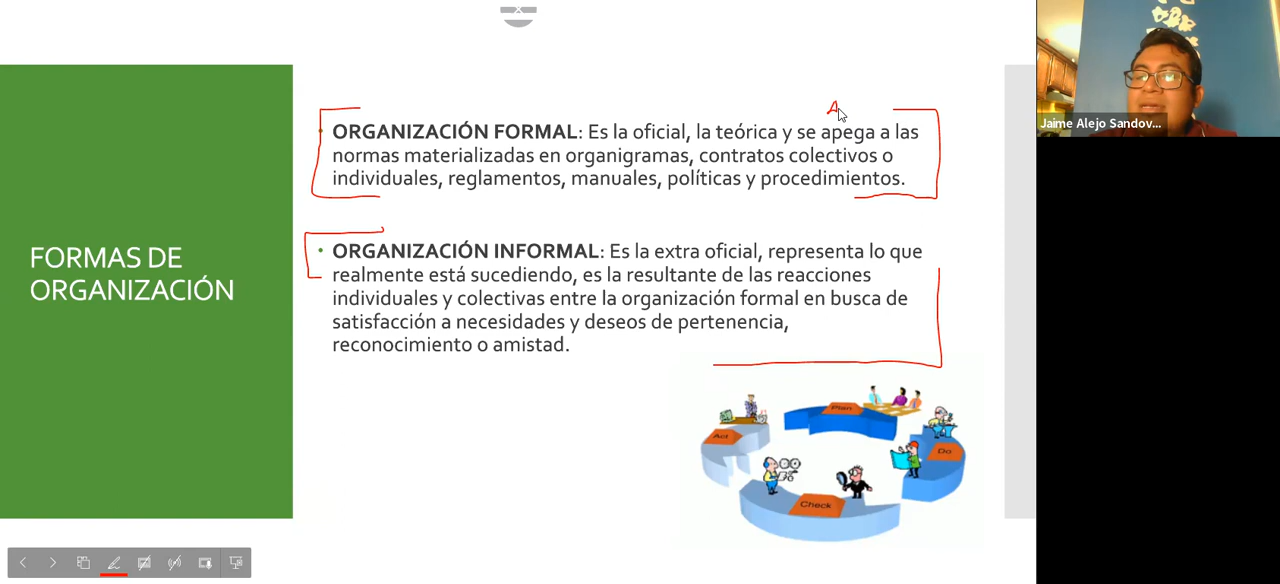 A
ORGANIZACIÓN FORMAL: Es la oficial, la teórica y se apega a las
normas materializadas en organigramas, contratos colectivos o
individuales, reglamentos, manuales, políticas y procedimientos.
ORGANIZACIÓN INFORMAL: Es la extra oficial, representa lo que
realmente está sucediendo, es la resultante de las reacciones
individuales y colectivas entre la organización formal en busca de
satisfacción a necesidades y deseos de pertenencia,
reconocimiento o amistad.
FORMAS DE
ORGANIZACIÓN
Plan
Act
Do
Check
Jaime Alejo Sandov...